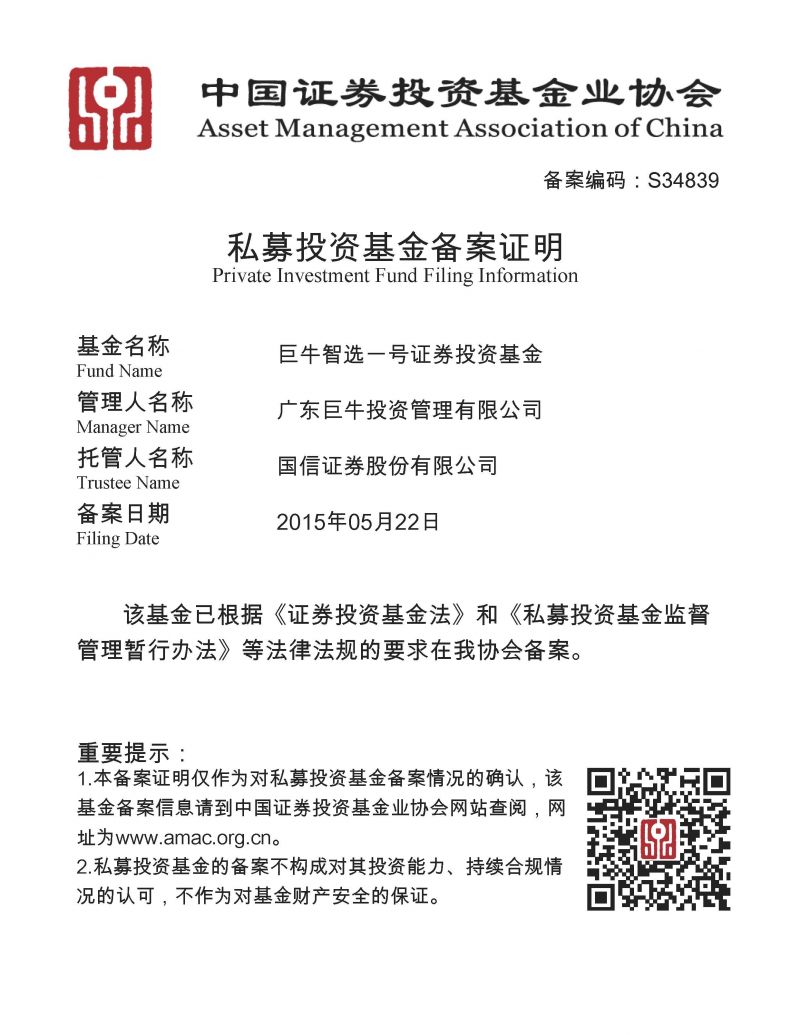 中国证券投资基金业协会
Asset Management Association of China
备案编码：S34839
私募投资基金备案证明
Private Investment Fund Filing Information
基金名称
Fund Name
巨牛智选一号证券投资基金
管理人名称
Manager Name
广东巨牛投资管理有限公司
托管人名称
Trustee Name
国信证券股份有限公司
备案日期
Filing Date
2015年05月22日
该基金已根据《证券投资基金法》和《私募投资基金监督
管理暂行办法》等法律法规的要求在我协会备案。
重要提示：
1.本备案证明仅作为对私募投资基金备案情况的确认，该
基金备案信息请到中国证券投资基金业协会网站查阅，网
址为www.amac.org.cn。
2.私募投资基金的备案不构成对其投资能力、持续合规情
况的认可，不作为对基金财产安全的保证。